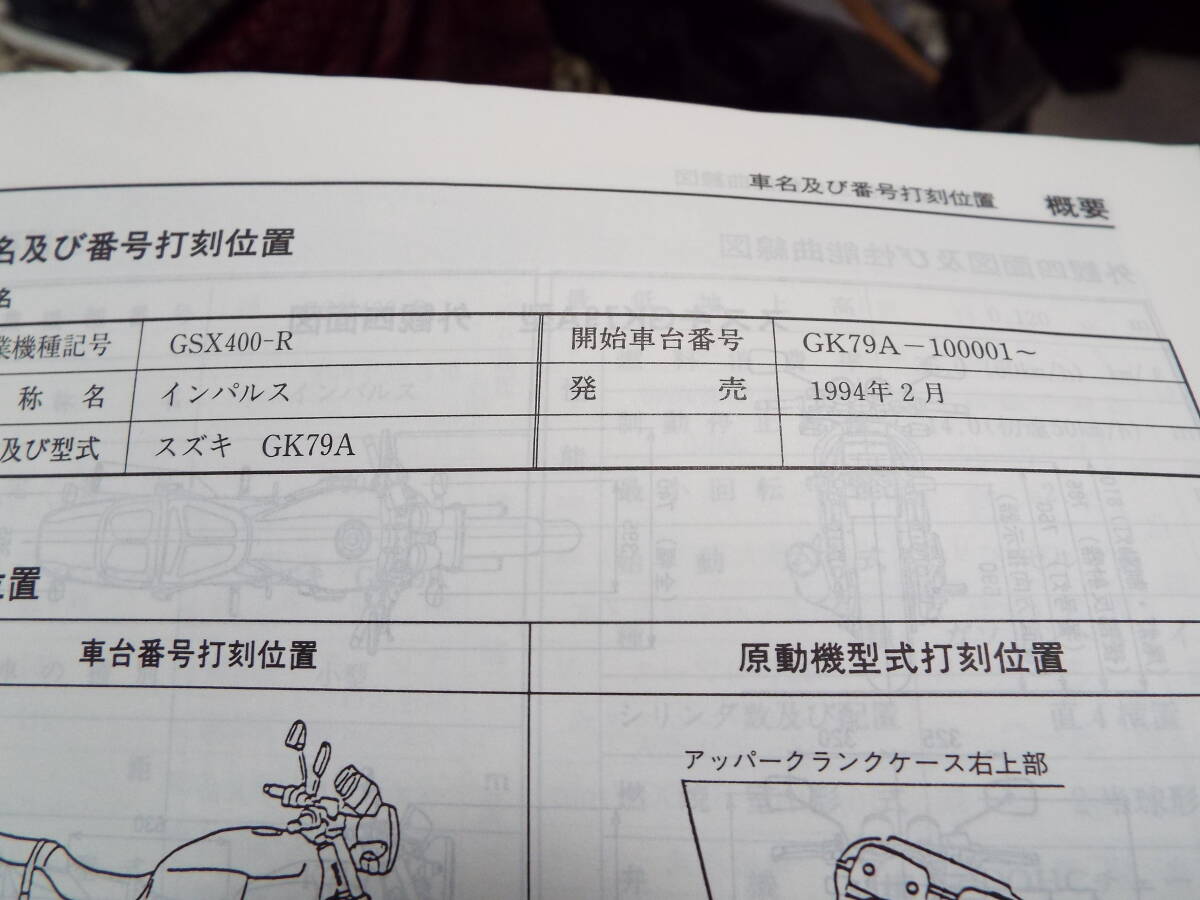 車名及び番号打刻位置 概要
名及び番号打刻位置
名
業機種記号 GSX400-R 開始車台番号 GK79A-100001~
称名 インパルス 発売 1994年2月
及び型式 スズキ GK79A
位置
車台番号打刻位置 原動機型式打刻位置
アッパークランクケース右上部